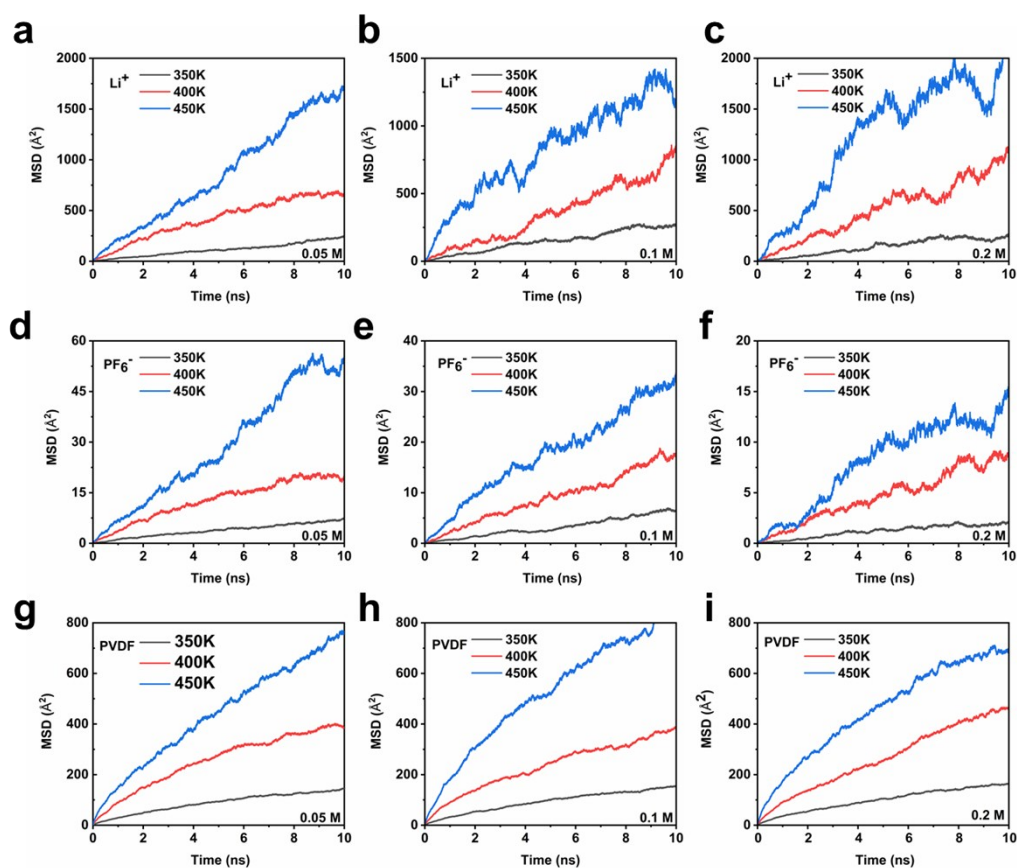 a
2000
1500
1000
500
0
MSD (Å²)
Li⁺
350K
400K
450K
0.05 M
0 2 4 6 8 10
Time (ns)
b
1500
1250
1000
750
500
250
0
MSD (Å²)
Li⁺
350K
400K
450K
0.1 M
0 2 4 6 8 10
Time (ns)
c
2000
1500
1000
500
0
MSD (Å²)
Li⁺
350K
400K
450K
0.2 M
0 2 4 6 8 10
Time (ns)
d
60
45
30
15
0
MSD (Å²)
PF₆⁻
350K
400K
450K
0.05 M
0 2 4 6 8 10
Time (ns)
e
40
30
20
10
0
MSD (Å²)
PF₆⁻
350K
400K
450K
0.1 M
0 2 4 6 8 10
Time (ns)
f
20
15
10
5
0
MSD (Å²)
PF₆⁻
350K
400K
450K
0.2 M
0 2 4 6 8 10
Time (ns)
g
800
600
400
200
0
MSD (Å²)
PVDF
350K
400K
450K
0.05 M
0 2 4 6 8 10
Time (ns)
h
800
600
400
200
0
MSD (Å²)
PVDF
350K
400K
450K
0.1 M
0 2 4 6 8 10
Time (ns)
i
800
600
400
200
0
MSD (Å²)
PVDF
350K
400K
450K
0.2 M
0 2 4 6 8 10
Time (ns)